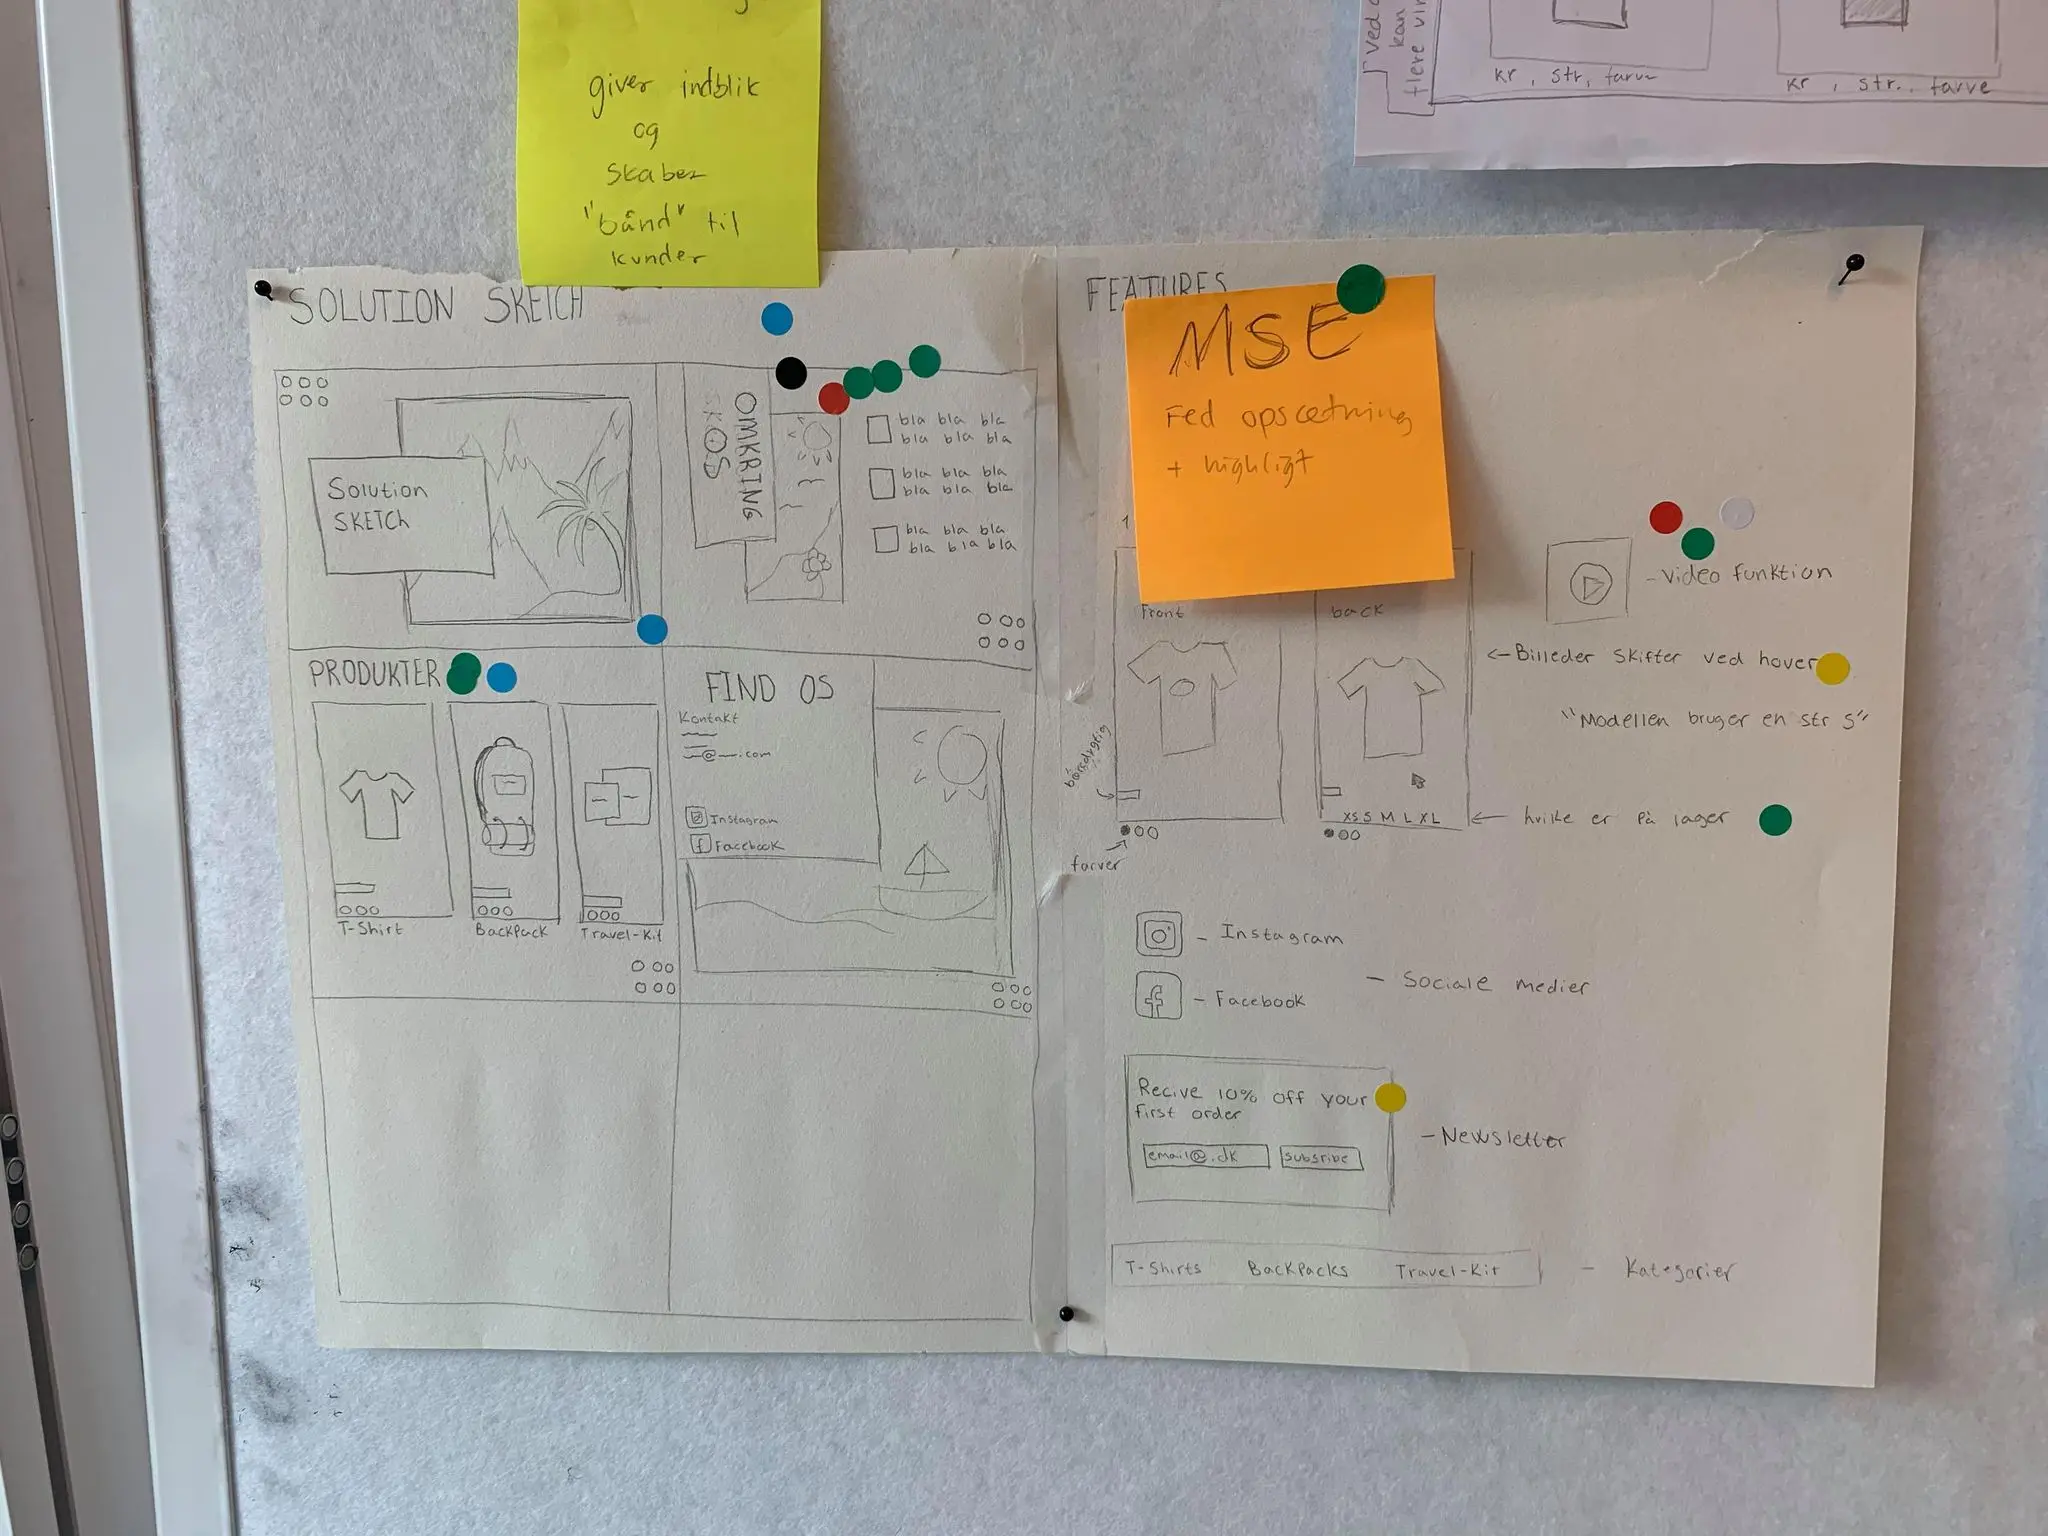 giver indblik
og
skaber
"bånd" til
kunder
kr, str, farve
kr, str.. farve
ved
kan
flere
SOLUTION SKETCH
Solution
SKETCh
OMKRING
OS
bla bla bla
bla bla bla
bla bla bla
bla bla bla
bla bla bla
bla bla bla
PRODUKTER
T-Shirt
BackPack
Travel-Kit
FIND OS
Kontakt
@ .com
Instagram
Facebook
FEATURES
MSE
Fed opsætning
+ highligt
1
Front
back
- Video funktion
<- Billeder skifter ved hover
"Modellen bruger en str S"
XS S M L XL
<- hvilke er på lager
farver
- Instagram
- Facebook
- Sociale medier
Recive 10% off your
first order
email@.dk
subsribe
- Newsletter
T-Shirts BackPacks Travel-Kit - Kategorier